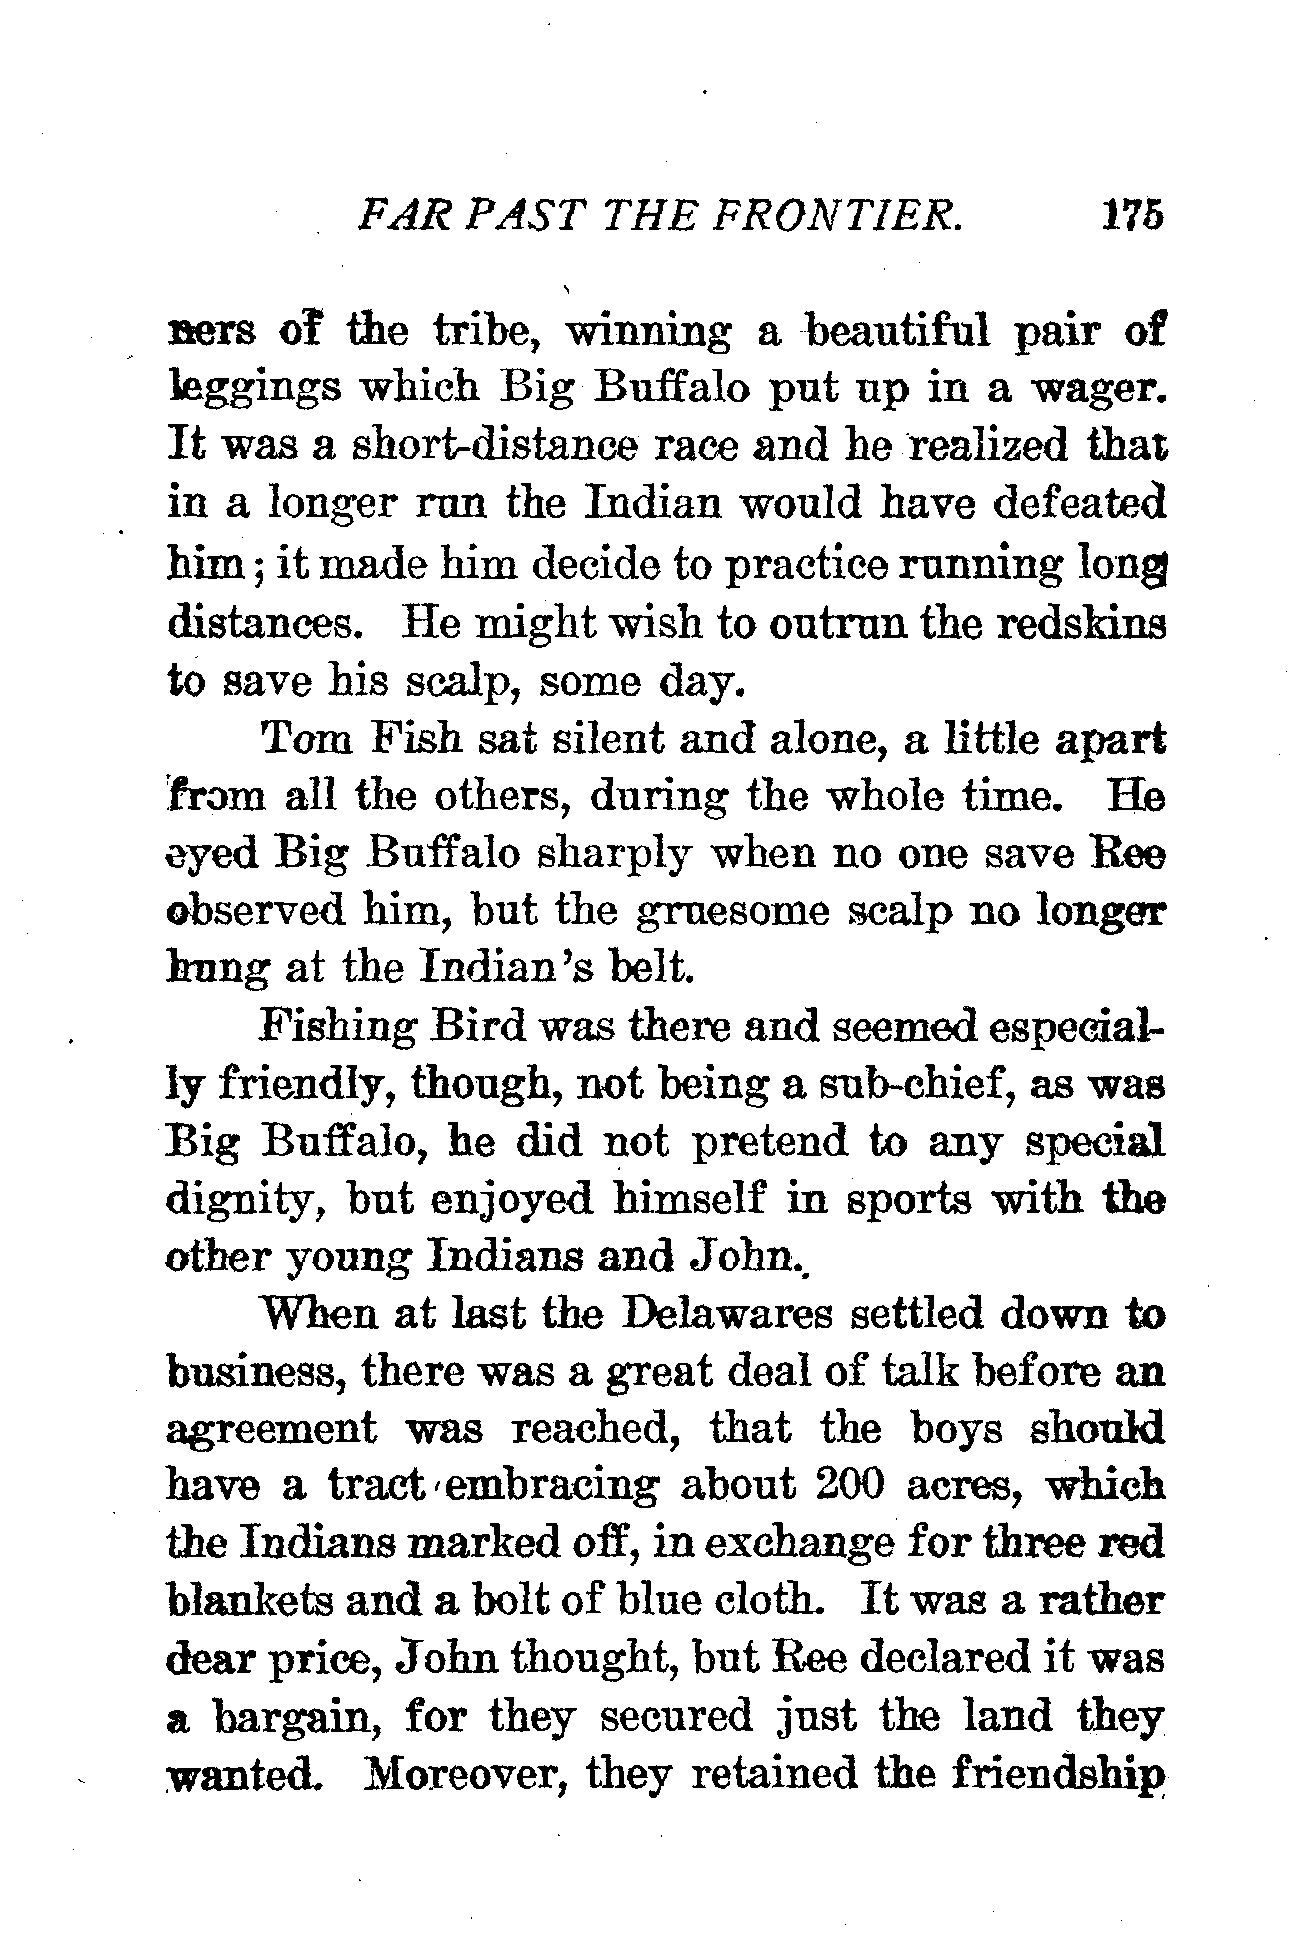 FAR PAST THE FRONTIER. 175
ners of the tribe, winning a beautiful pair of
leggings which Big Buffalo put up in a wager.
It was a short-distance race and he realized that
in a longer run the Indian would have defeated
him; it made him decide to practice running long
distances. He might wish to outrun the redskins
to save his scalp, some day.
Tom Fish sat silent and alone, a little apart
from all the others, during the whole time. He
eyed Big Buffalo sharply when no one save Ree
observed him, but the gruesome scalp no longer
hung at the Indian's belt.
Fishing Bird was there and seemed especial-
ly friendly, though, not being a sub-chief, as was
Big Buffalo, he did not pretend to any special
dignity, but enjoyed himself in sports with the
other young Indians and John.
When at last the Delawares settled down to
business, there was a great deal of talk before an
agreement was reached, that the boys should
have a tract embracing about 200 acres, which
the Indians marked off, in exchange for three red
blankets and a bolt of blue cloth. It was a rather
dear price, John thought, but Ree declared it was
a bargain, for they secured just the land they
wanted. Moreover, they retained the friendship